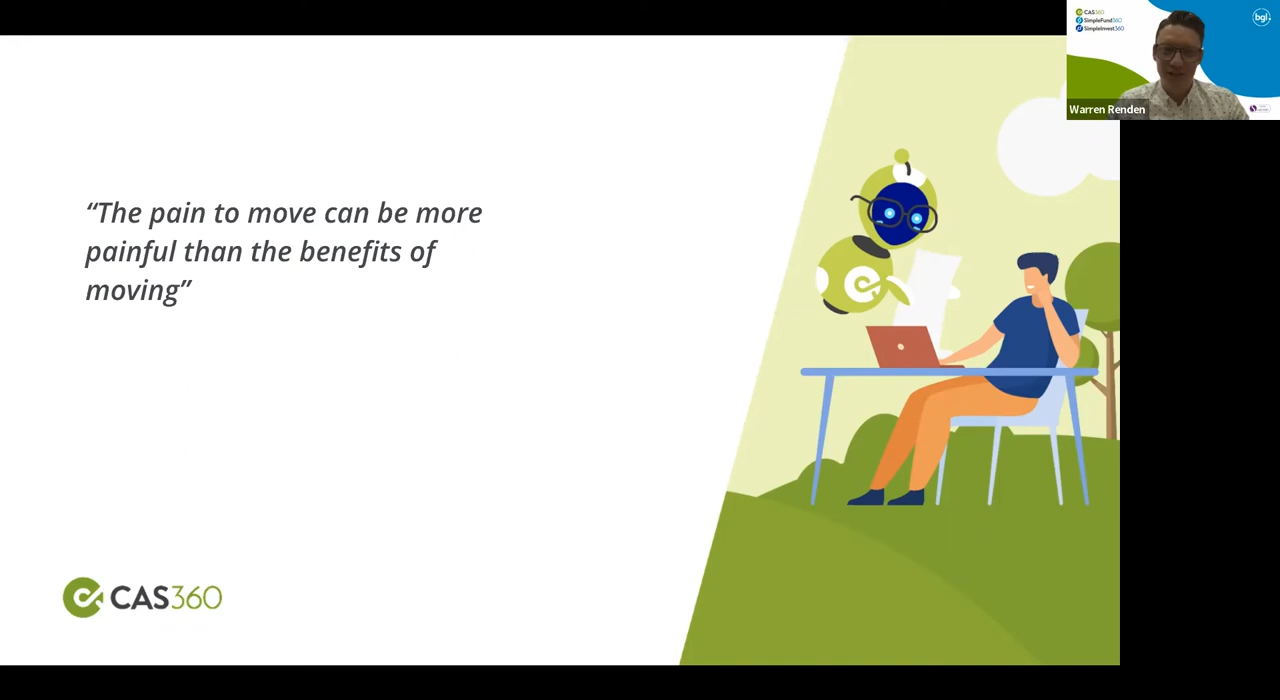 CAS360
SimpleFund360
SimpleInvest360
bgl
Warren Renden
“The pain to move can be more
painful than the benefits of
moving”
CAS360